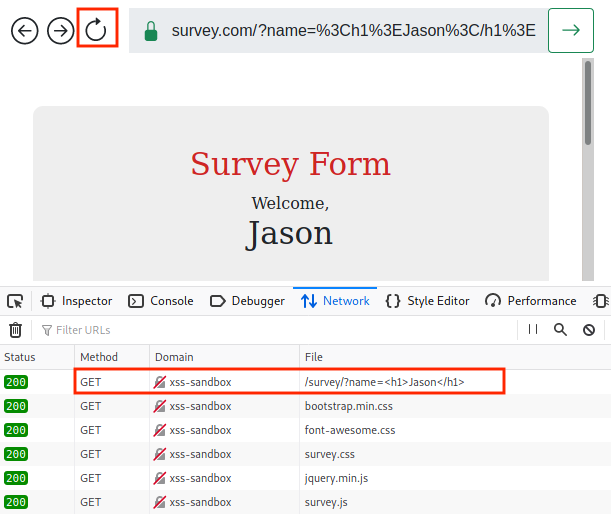 survey.com/?name=%3Ch1%3EJason%3C/h1%3E
Survey Form
Welcome,
Jason
Inspector Console Debugger Network Style Editor Performance
Filter URLs
Status Method Domain File
200 GET xss-sandbox /survey/?name=<h1>Jason</h1>
200 GET xss-sandbox bootstrap.min.css
200 GET xss-sandbox font-awesome.css
200 GET xss-sandbox survey.css
200 GET xss-sandbox jquery.min.js
200 GET xss-sandbox survey.js